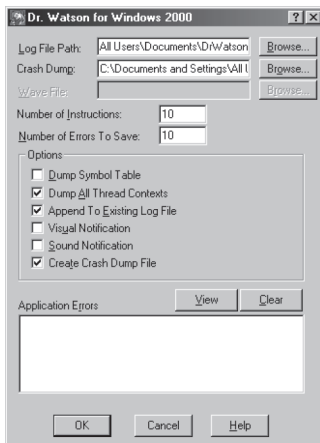 Dr. Watson for Windows 2000
Log File Path: All Users\Documents\DrWatson Browse...
Crash Dump: C:\Documents and Settings\All U Browse...
Wave File: Browse...
Number of Instructions: 10
Number of Errors To Save: 10
Options
Dump Symbol Table
Dump All Thread Contexts
Append To Existing Log File
Visual Notification
Sound Notification
Create Crash Dump File
Application Errors View Clear
OK Cancel Help